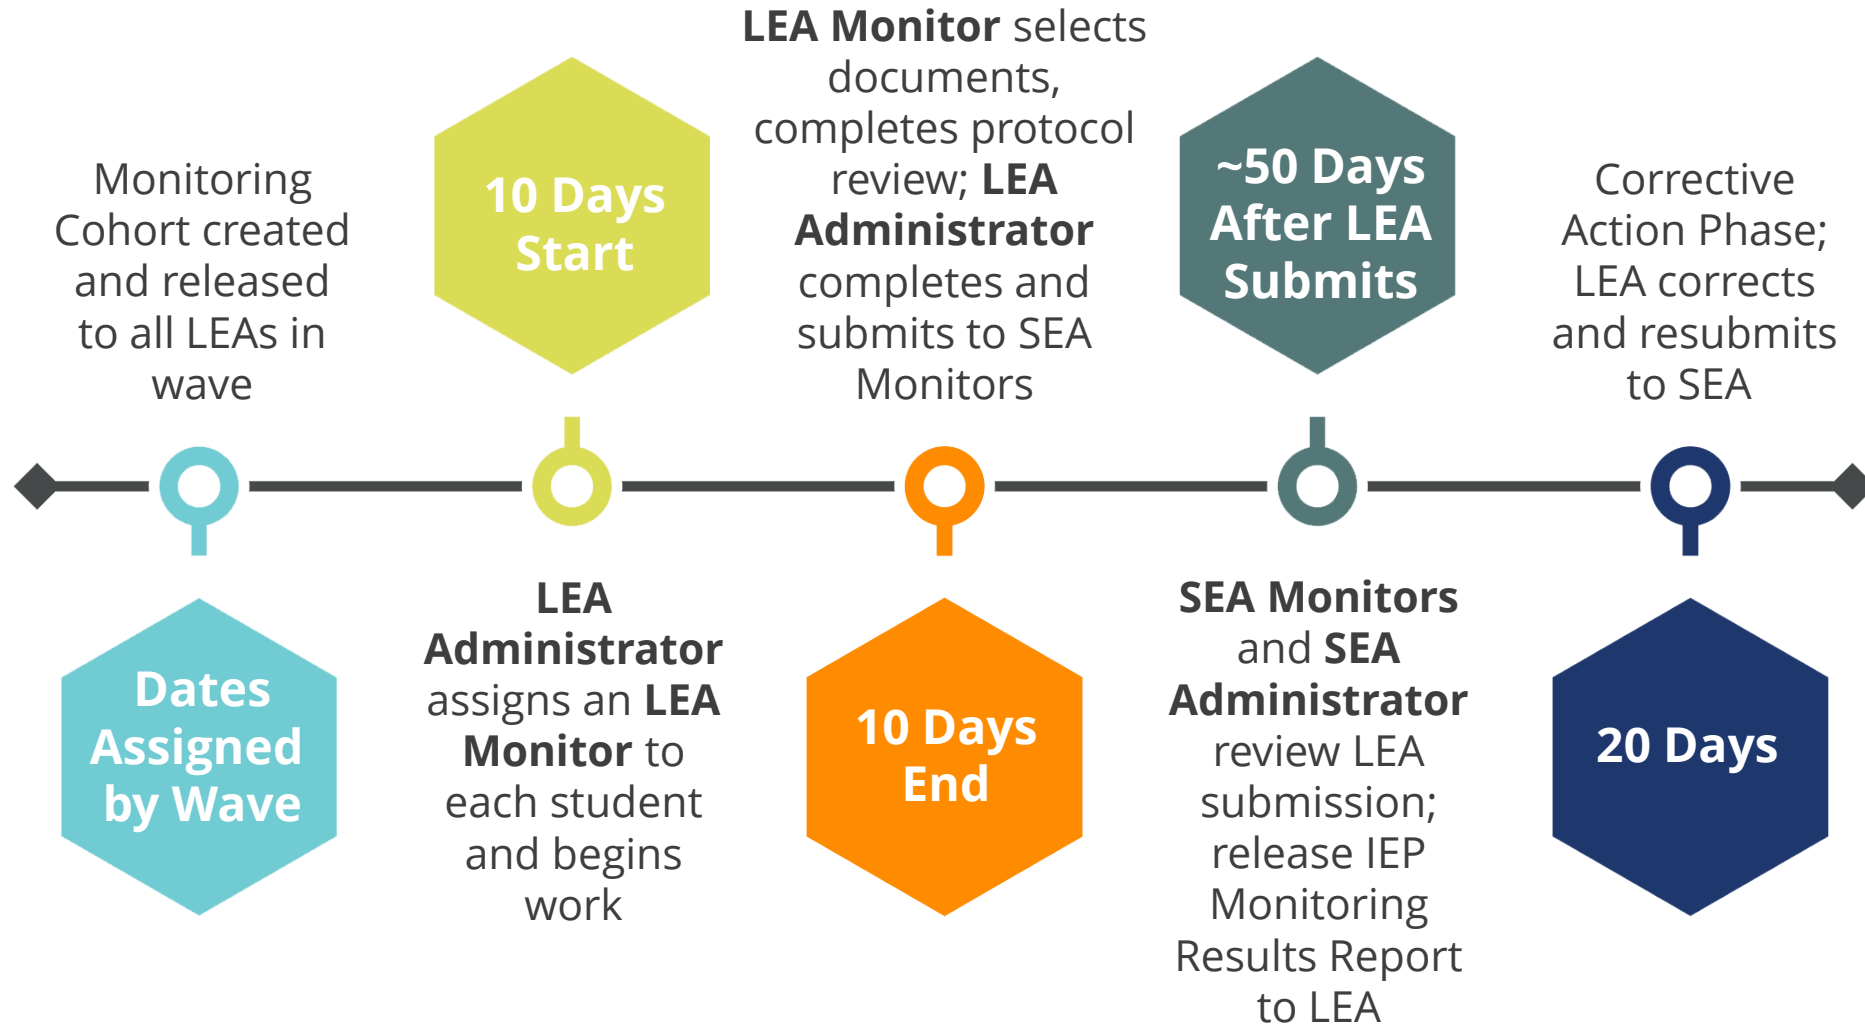 Monitoring
Cohort created
and released
to all LEAs in
wave
Dates
Assigned
by Wave
10 Days
Start
LEA
Administrator
assigns an LEA
Monitor to
each student
and begins
work
LEA Monitor selects
documents,
completes protocol
review; LEA
Administrator
completes and
submits to SEA
Monitors
10 Days
End
~50 Days
After LEA
Submits
SEA Monitors
and SEA
Administrator
review LEA
submission;
release IEP
Monitoring
Results Report
to LEA
Corrective
Action Phase;
LEA corrects
and resubmits
to SEA
20 Days